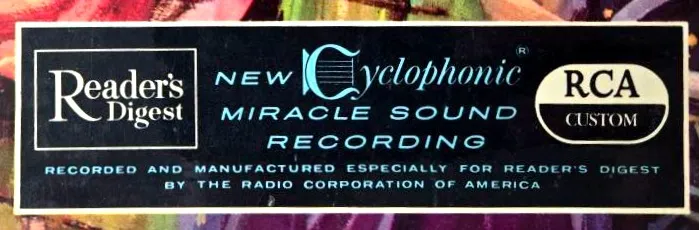 Reader's
Digest
NEW Cyclophonic ®
MIRACLE SOUND
RECORDING
RCA
CUSTOM
RECORDED AND MANUFACTURED ESPECIALLY FOR READER'S DIGEST
BY THE RADIO CORPORATION OF AMERICA